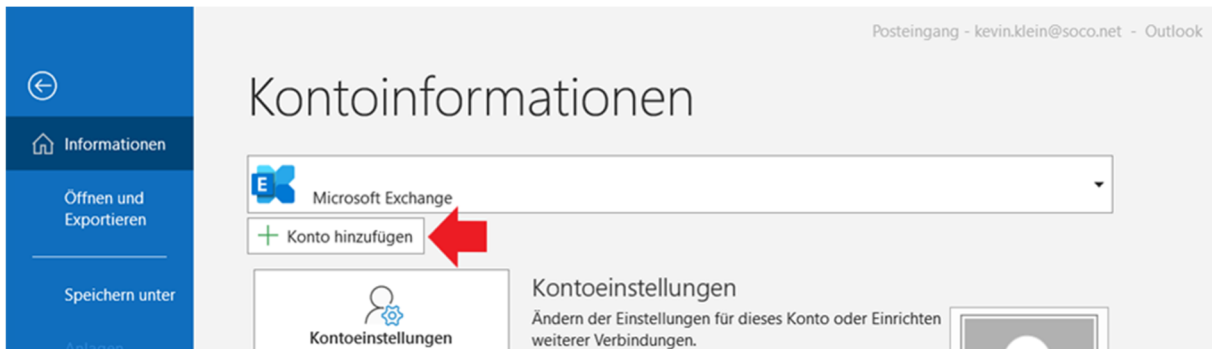 Posteingang - kevin.klein@soco.net - Outlook
Kontoinformationen
Informationen
Öffnen und
Exportieren
Speichern unter
Anlagen
E
Microsoft Exchange
+ Konto hinzufügen
Kontoeinstellungen
Kontoeinstellungen
Ändern der Einstellungen für dieses Konto oder Einrichten
weiterer Verbindungen.